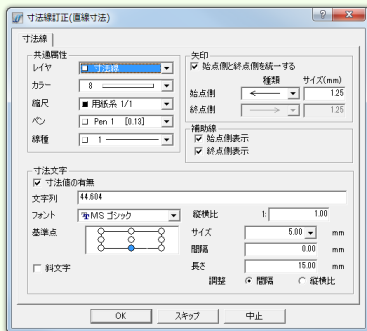 寸法線訂正(直線寸法)
寸法線
共通属性
レイヤ 寸法線
カラー 8
縮尺 用紙系 1/1
ペン Pen 1 [0.13]
線種 1
矢印
始点側と終点側を統一する
種類 サイズ(mm)
始点側 1.25
終点側 1.25
補助線
始点側表示
終点側表示
寸法文字
寸法値の有無
文字列 44.604
フォント MS ゴシック 縦横比 1: 1.00
基準点 サイズ 5.00 mm
間隔 0.00 mm
斜文字 長さ 15.00 mm
調整 間隔 縦横比
OK スキップ 中止